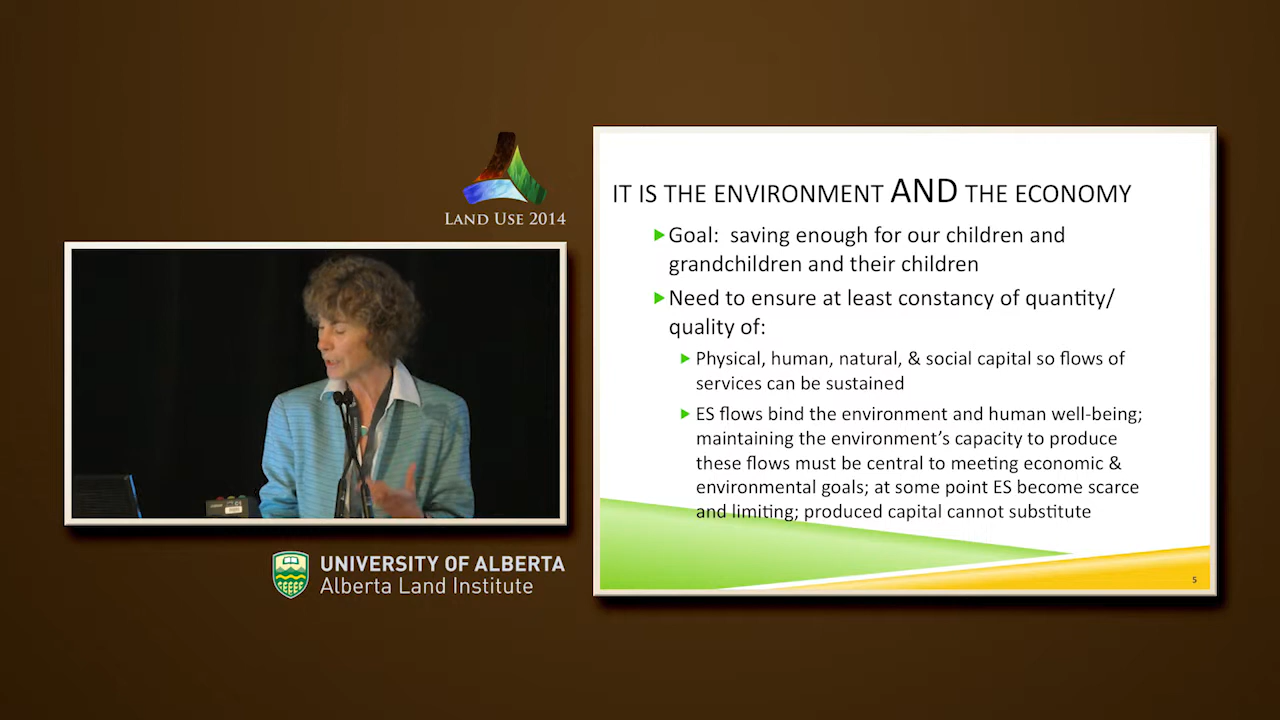 LAND USE 2014
UNIVERSITY OF ALBERTA
Alberta Land Institute
IT IS THE ENVIRONMENT AND THE ECONOMY
Goal: saving enough for our children and
grandchildren and their children
Need to ensure at least constancy of quantity/
quality of:
Physical, human, natural, & social capital so flows of
services can be sustained
ES flows bind the environment and human well-being;
maintaining the environment's capacity to produce
these flows must be central to meeting economic &
environmental goals; at some point ES become scarce
and limiting; produced capital cannot substitute
5